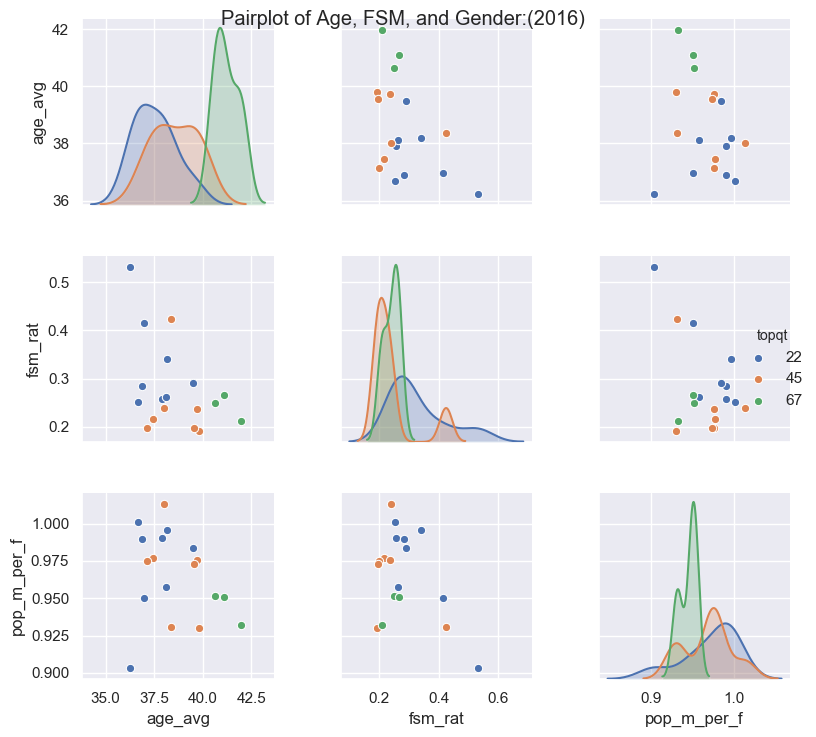 Pairplot of Age, FSM, and Gender:(2016)
42
40
38
36
age_avg
0.5
0.4
0.3
0.2
fsm_rat
topqt
22
45
67
1.000
0.975
0.950
0.925
0.900
pop_m_per_f
35.0 37.5 40.0 42.5
age_avg
0.2 0.4 0.6
fsm_rat
0.9 1.0
pop_m_per_f